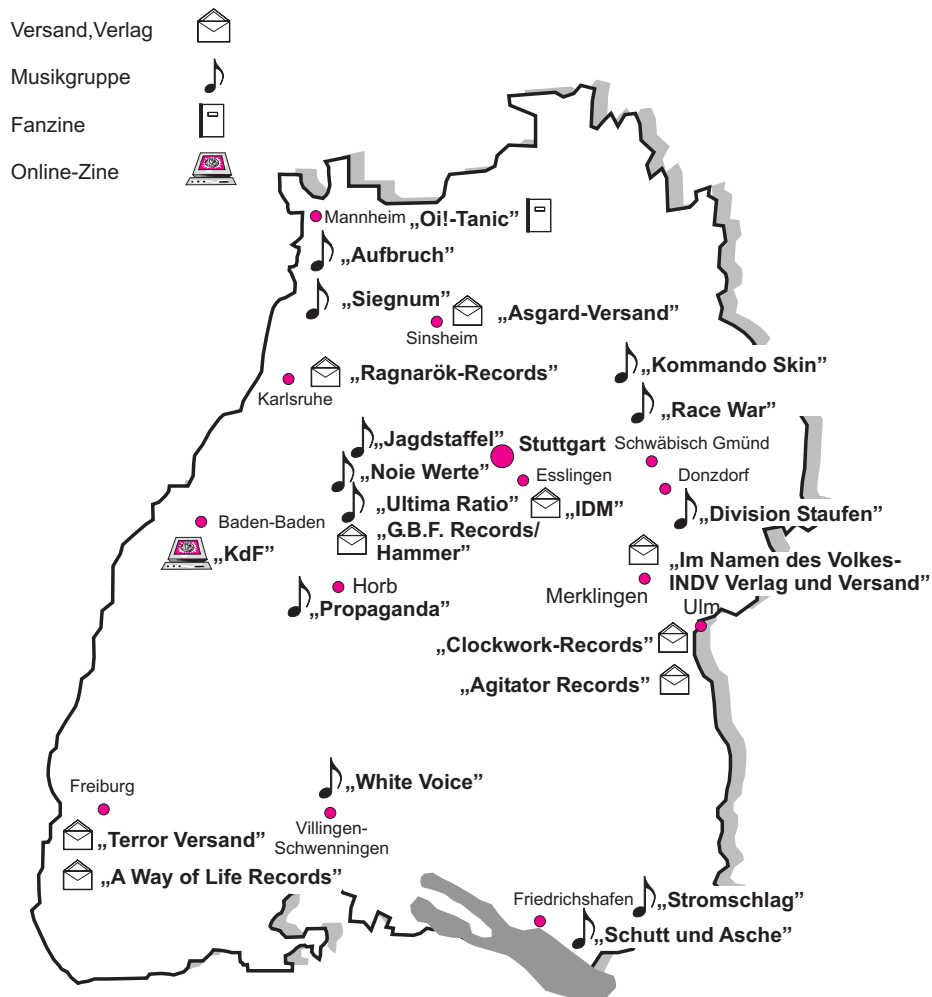 Versand,Verlag
Musikgruppe
Fanzine
Online-Zine
Mannheim „Oi!-Tanic”
„Aufbruch”
„Siegnum”
„Asgard-Versand”
Sinsheim
„Kommando Skin”
„Ragnarök-Records”
Karlsruhe
„Race War”
„Jagdstaffel”
Stuttgart
Schwäbisch Gmünd
„Noie Werte”
Esslingen
Donzdorf
„Ultima Ratio”
„IDM”
„Division Staufen”
Baden-Baden
„G.B.F. Records/
Hammer”
„KdF”
„Im Namen des Volkes-
INDV Verlag und Versand”
Horb
Merklingen
„Propaganda”
Ulm
„Clockwork-Records”
„Agitator Records”
„White Voice”
Freiburg
Villingen-
Schwenningen
„Terror Versand”
„A Way of Life Records”
Friedrichshafen
„Stromschlag”
„Schutt und Asche”